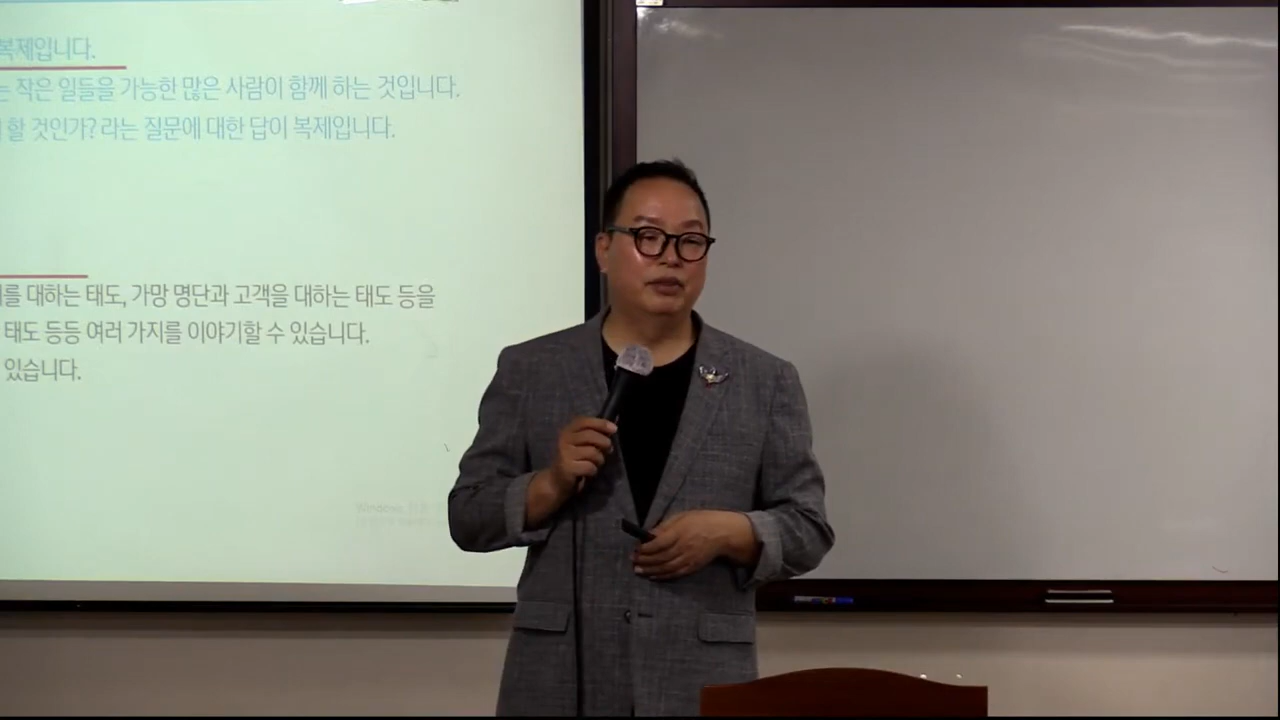 복제입니다.
는 작은 일들을 가능한 많은 사람이 함께 하는 것입니다.
할 것인가? 라는 질문에 대한 답이 복제입니다.
를 대하는 태도, 가망 명단과 고객을 대하는 태도 등을
태도 등등 여러 가지를 이야기할 수 있습니다.
있습니다.
Windows